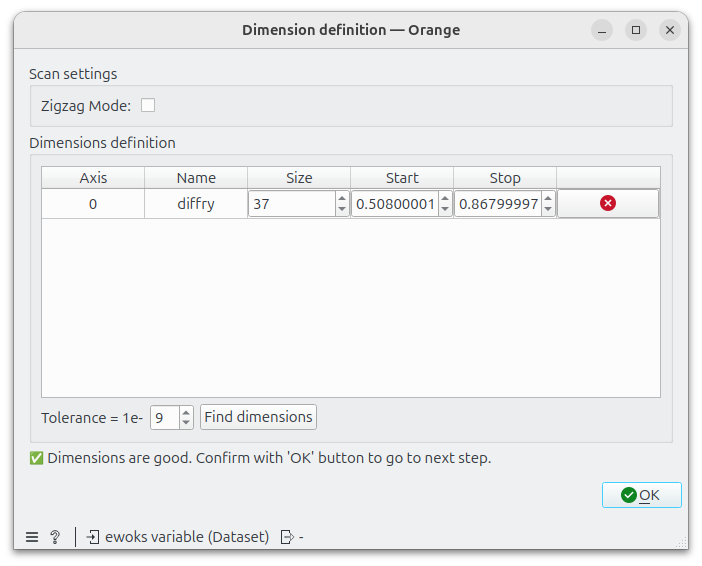 Dimension definition — Orange
Scan settings
Zigzag Mode:
Dimensions definition
Axis Name Size Start Stop
0 diffry 37 0.50800001 0.86799997
Tolerance = 1e- 9 Find dimensions
✅ Dimensions are good. Confirm with 'OK' button to go to next step.
OK
? ewoks variable (Dataset) -